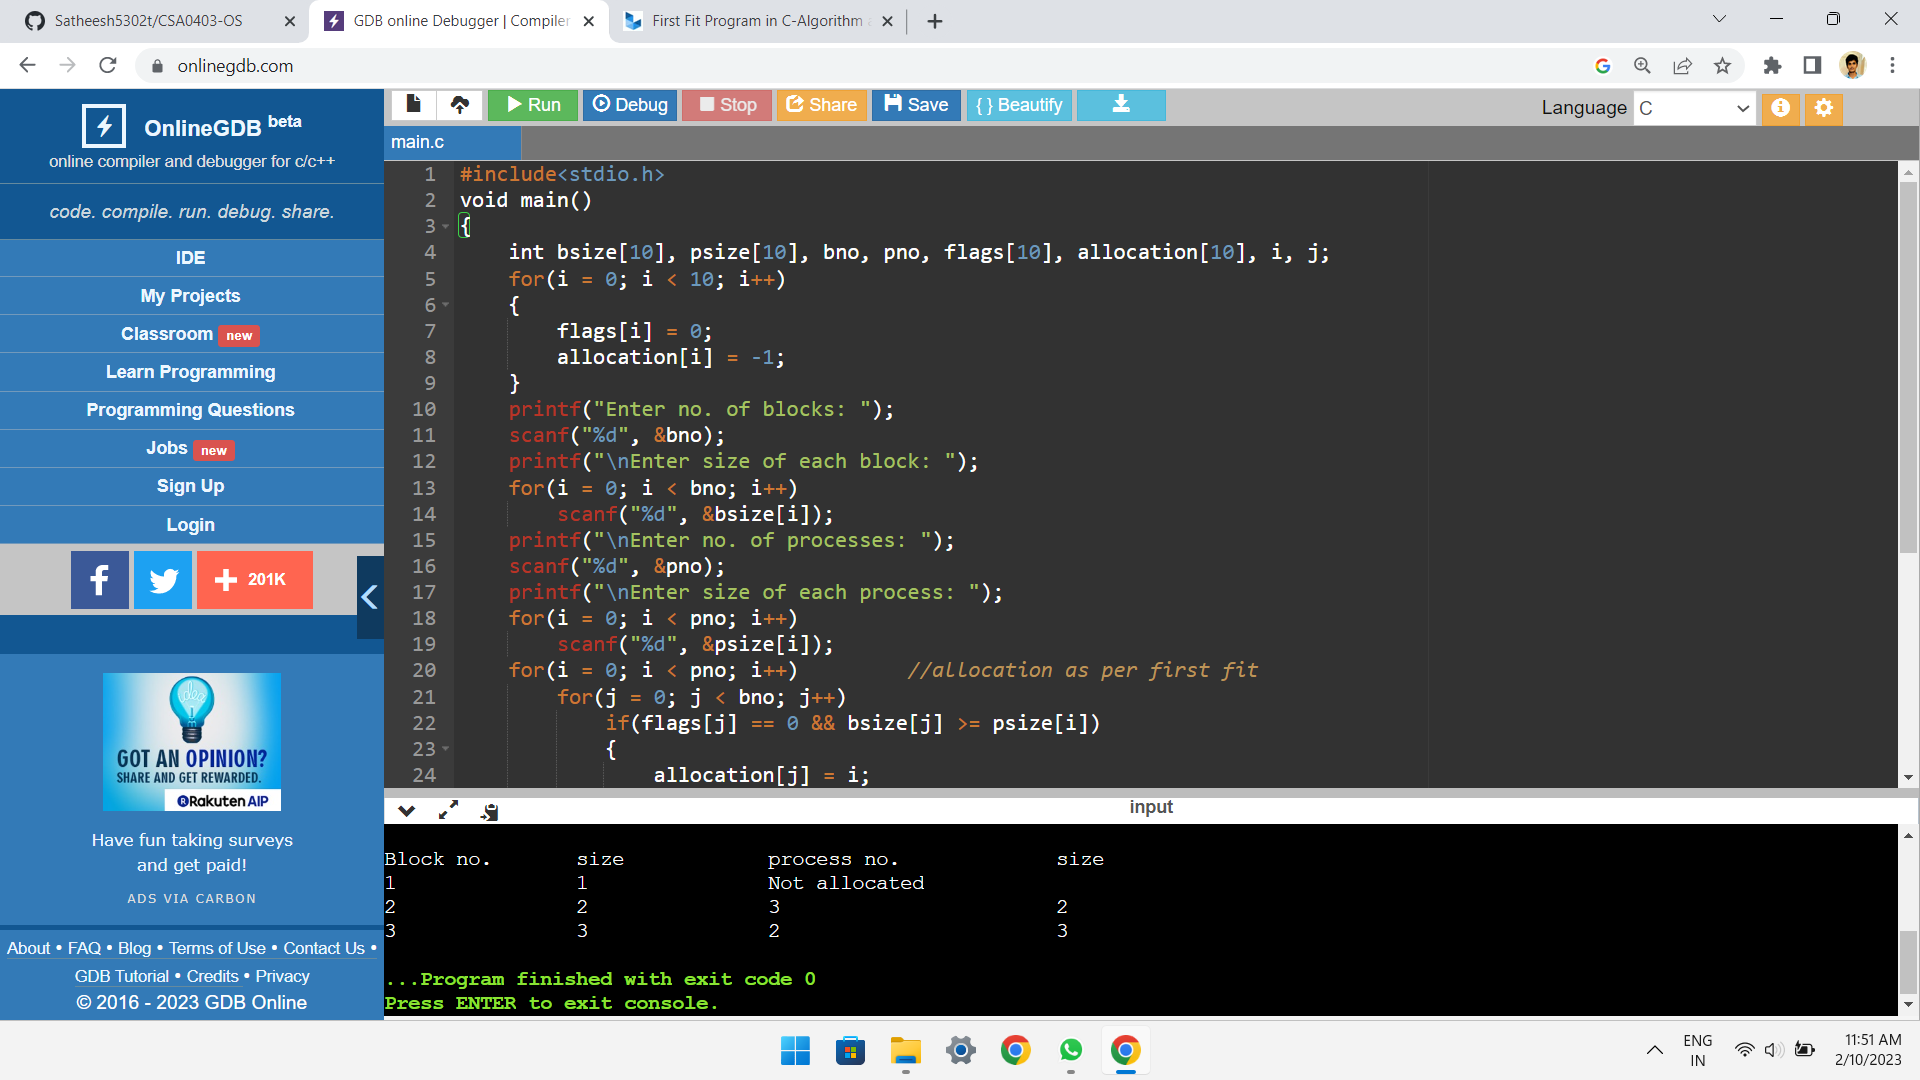 Satheesh5302t/CSA0403-OS
GDB online Debugger | Compiler
First Fit Program in C-Algorithm
onlinegdb.com
OnlineGDB beta
online compiler and debugger for c/c++
code. compile. run. debug. share.
IDE
My Projects
Classroom new
Learn Programming
Programming Questions
Jobs new
Sign Up
Login
201K
GOT AN OPINION?
SHARE AND GET REWARDED.
Rakuten AIP
Have fun taking surveys
and get paid!
ADS VIA CARBON
About • FAQ • Blog • Terms of Use • Contact Us •
GDB Tutorial • Credits • Privacy
© 2016 - 2023 GDB Online
Run Debug Stop Share Save { } Beautify
Language C
main.c
1 #include<stdio.h>
2 void main()
3 {
4 int bsize[10], psize[10], bno, pno, flags[10], allocation[10], i, j;
5 for(i = 0; i < 10; i++)
6 {
7 flags[i] = 0;
8 allocation[i] = -1;
9 }
10 printf("Enter no. of blocks: ");
11 scanf("%d", &bno);
12 printf("\nEnter size of each block: ");
13 for(i = 0; i < bno; i++)
14 scanf("%d", &bsize[i]);
15 printf("\nEnter no. of processes: ");
16 scanf("%d", &pno);
17 printf("\nEnter size of each process: ");
18 for(i = 0; i < pno; i++)
19 scanf("%d", &psize[i]);
20 for(i = 0; i < pno; i++) //allocation as per first fit
21 for(j = 0; j < bno; j++)
22 if(flags[j] == 0 && bsize[j] >= psize[i])
23 {
24 allocation[j] = i;
input
Block no. size process no. size
1 1 Not allocated
2 2 3 2
3 3 2 3
...Program finished with exit code 0
Press ENTER to exit console.
ENG
IN
11:51 AM
2/10/2023